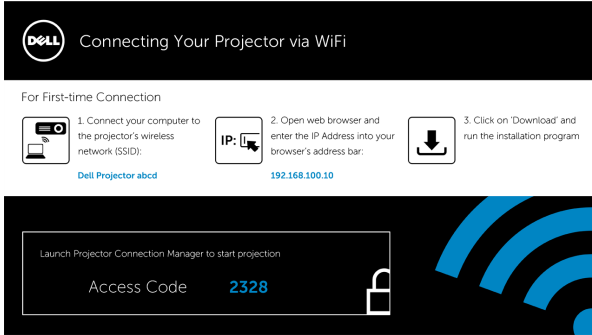 DELL
Connecting Your Projector via WiFi
For First-time Connection
1. Connect your computer to
the projector's wireless
network (SSID):
Dell Projector abcd
IP:
2. Open web browser and
enter the IP Address into your
browser's address bar:
192.168.100.10
3. Click on 'Download' and
run the installation program
Launch Projector Connection Manager to start projection
Access Code 2328